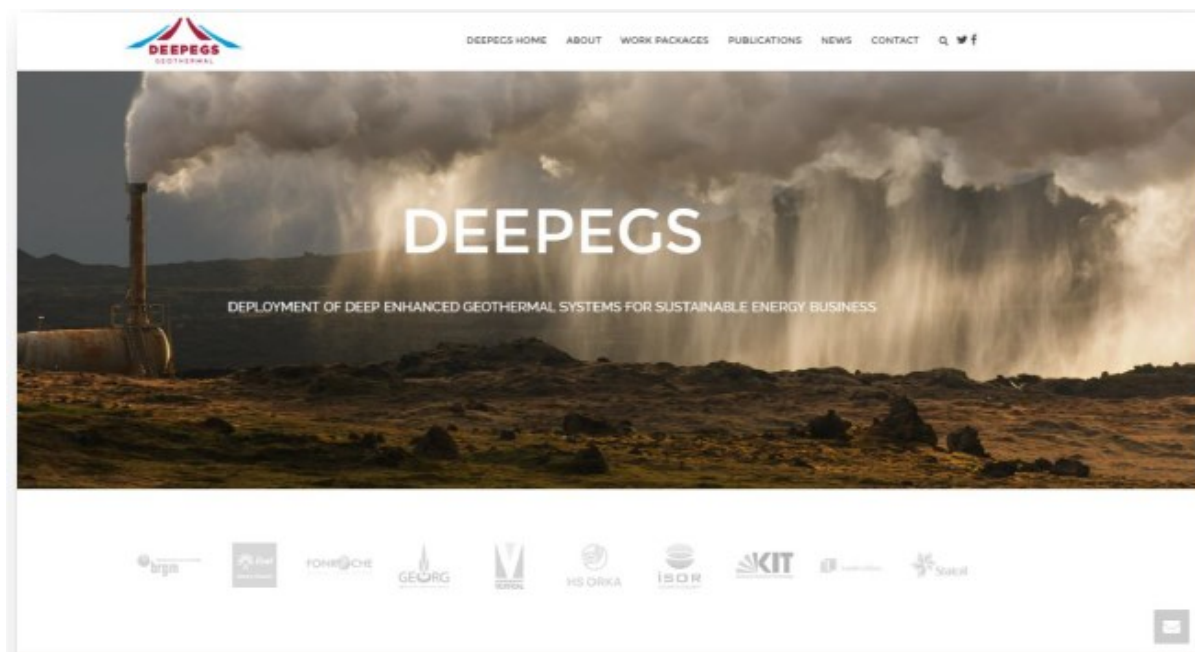 DEEPEGS
GEOTHERMAL
DEEPEGS HOME ABOUT WORK PACKAGES PUBLICATIONS NEWS CONTACT
DEEPEGS
DEPLOYMENT OF DEEP ENHANCED GEOTHERMAL SYSTEMS FOR SUSTAINABLE ENERGY BUSINESS
brgm
FONROCHE
GEORG
HS ORKA
ISOR
KIT
Statoil